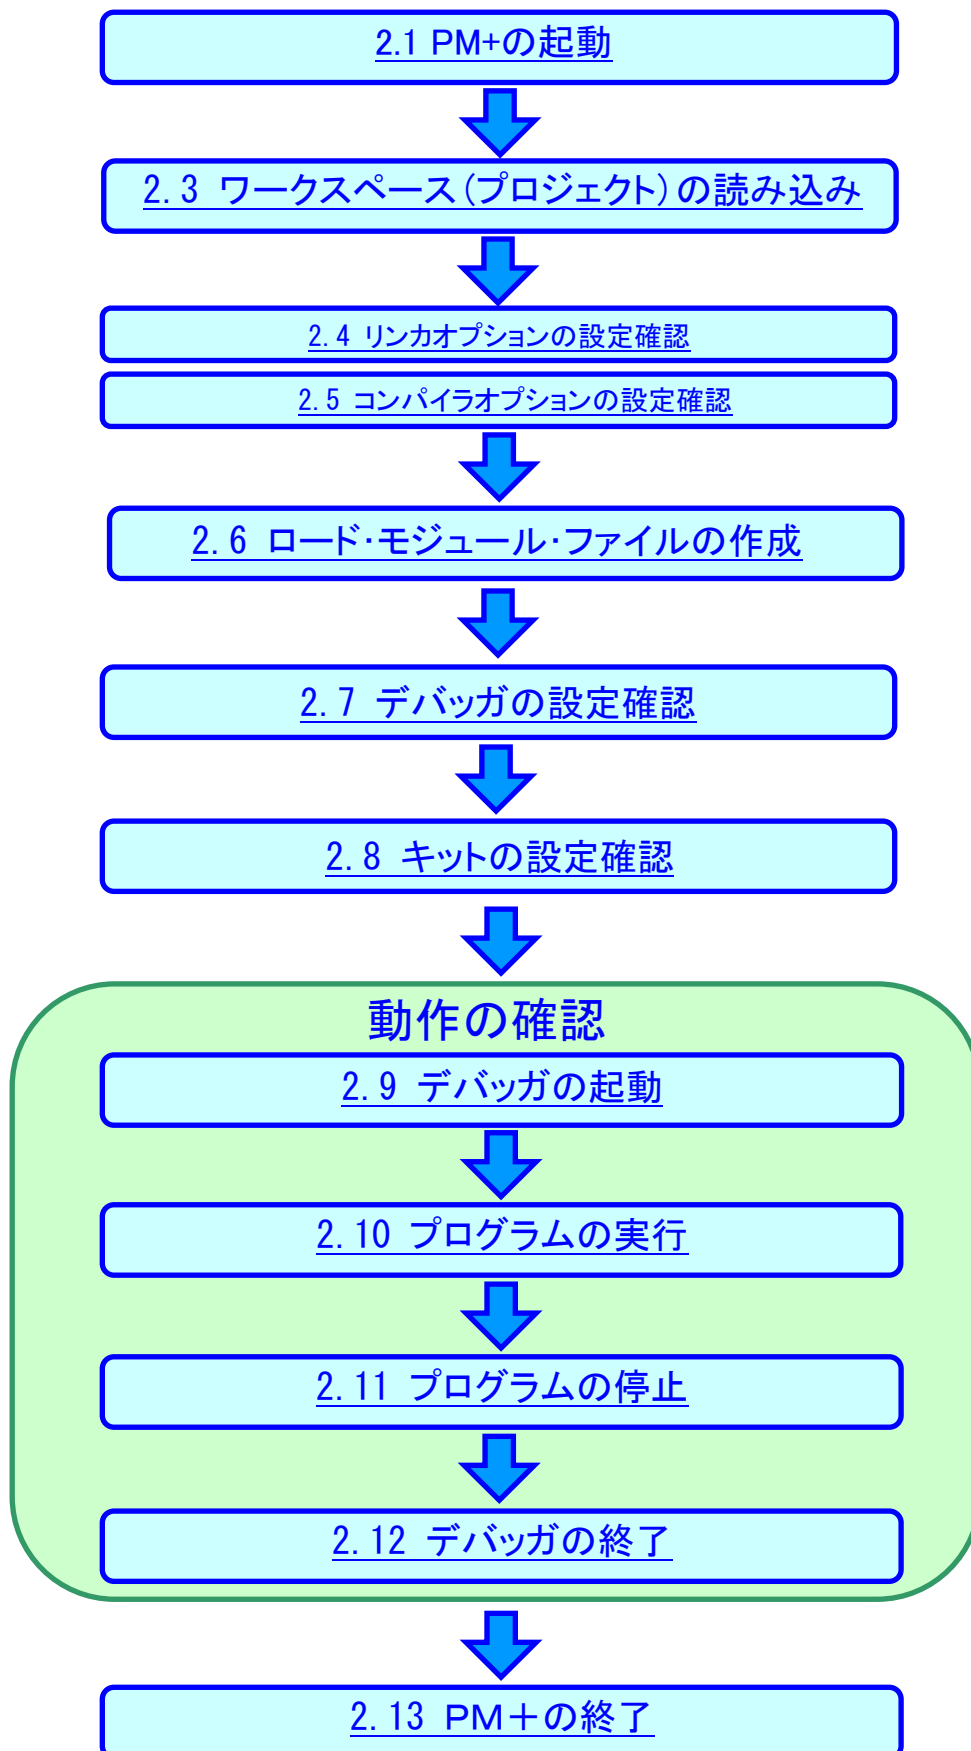 2.1 PM+の起動
2.3 ワークスペース(プロジェクト)の読み込み
2.4 リンカオプションの設定確認
2.5 コンパイラオプションの設定確認
2.6 ロード･モジュール･ファイルの作成
2.7 デバッガの設定確認
2.8 キットの設定確認
動作の確認
2.9 デバッガの起動
2.10 プログラムの実行
2.11 プログラムの停止
2.12 デバッガの終了
2.13 PM＋の終了